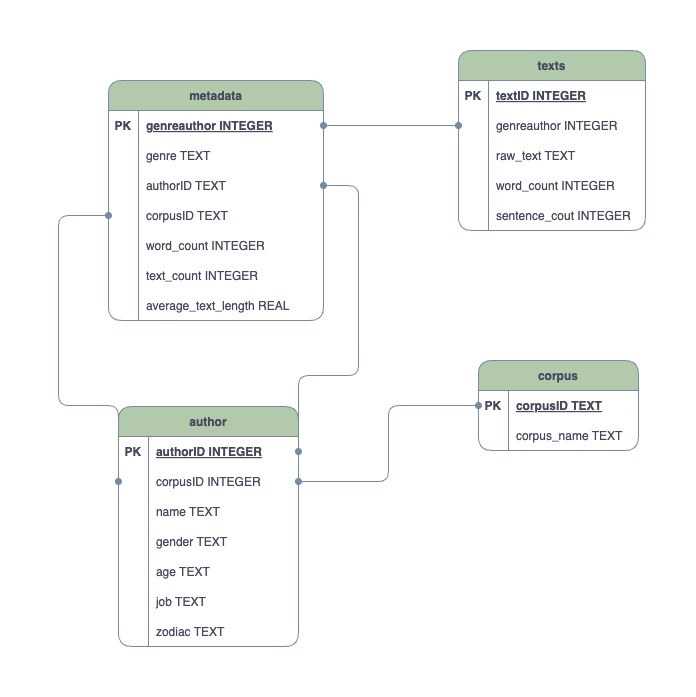 metadata
PK genreauthor INTEGER
genre TEXT
authorID TEXT
corpusID TEXT
word_count INTEGER
text_count INTEGER
average_text_length REAL
texts
PK textID INTEGER
genreauthor INTEGER
raw_text TEXT
word_count INTEGER
sentence_cout INTEGER
author
PK authorID INTEGER
corpusID INTEGER
name TEXT
gender TEXT
age TEXT
job TEXT
zodiac TEXT
corpus
PK corpusID TEXT
corpus_name TEXT